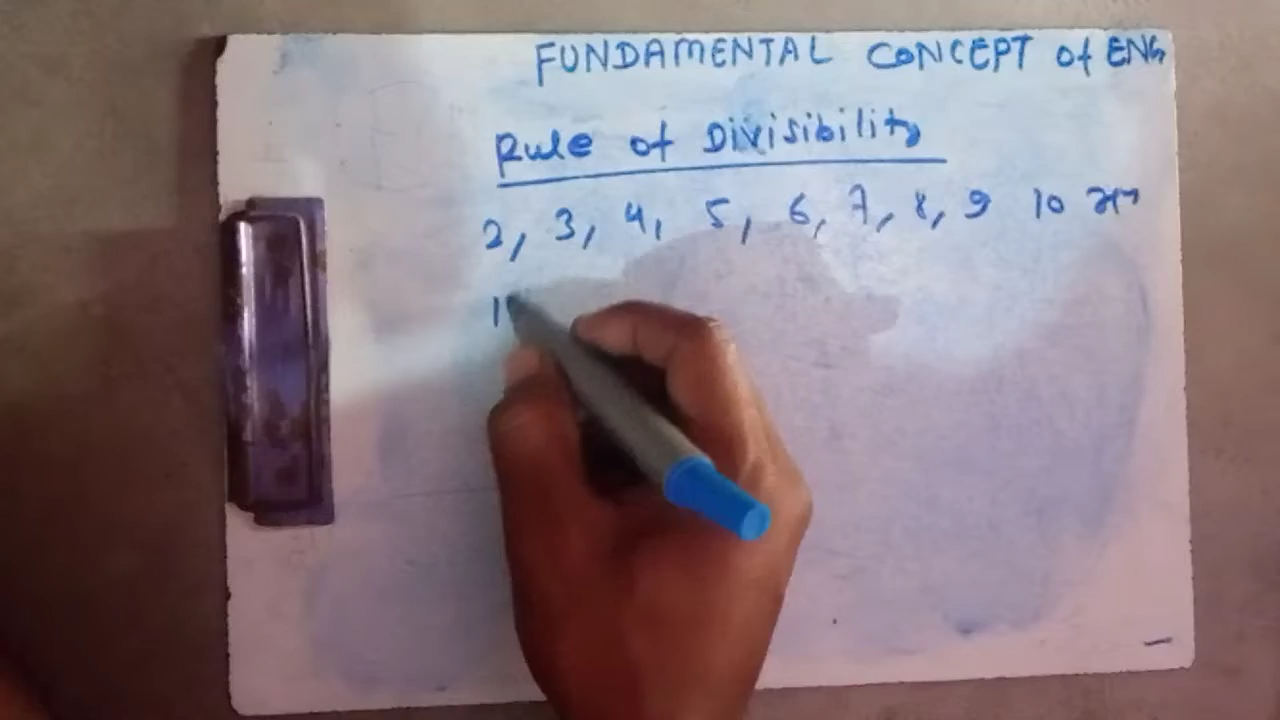 FUNDAMENTAL CONCEPT of ENG
Rule of Divisibility
2, 3, 4, 5, 6, 7, 8, 9 10
1